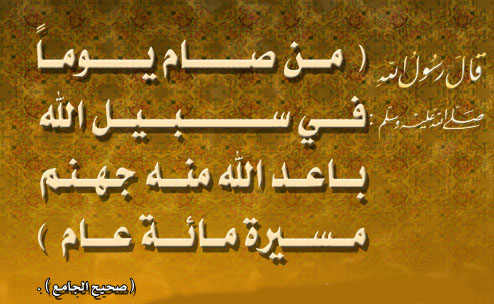 قال رسول الله
صلى الله عليه وسلم :
( من صام يوماً
في سبيل الله
باعد الله منه جهنم
مسيرة مائة عام )
( صحيح الجامع ) .